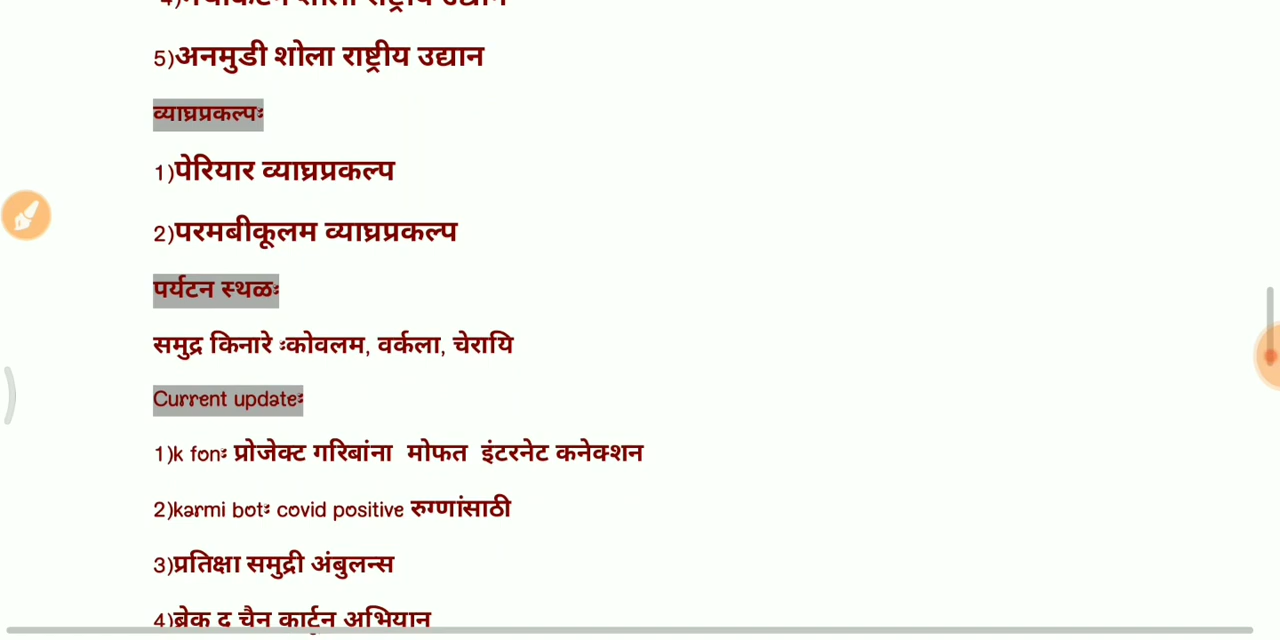 5)अनमुडी शोला राष्ट्रीय उद्यान
व्याघ्रप्रकल्पः
1)पेरियार व्याघ्रप्रकल्प
2)परमबीकूलम व्याघ्रप्रकल्प
पर्यटन स्थळः
समुद्र किनारे ःकोवलम, वर्कला, चेरायि
Current updateः
1)k fonः प्रोजेक्ट गरिबांना मोफत इंटरनेट कनेक्शन
2)karmi botः covid positive रुग्णांसाठी
3)प्रतिक्षा समुद्री अंबुलन्स
4)ब्रेक द चैन कार्टून अभियान